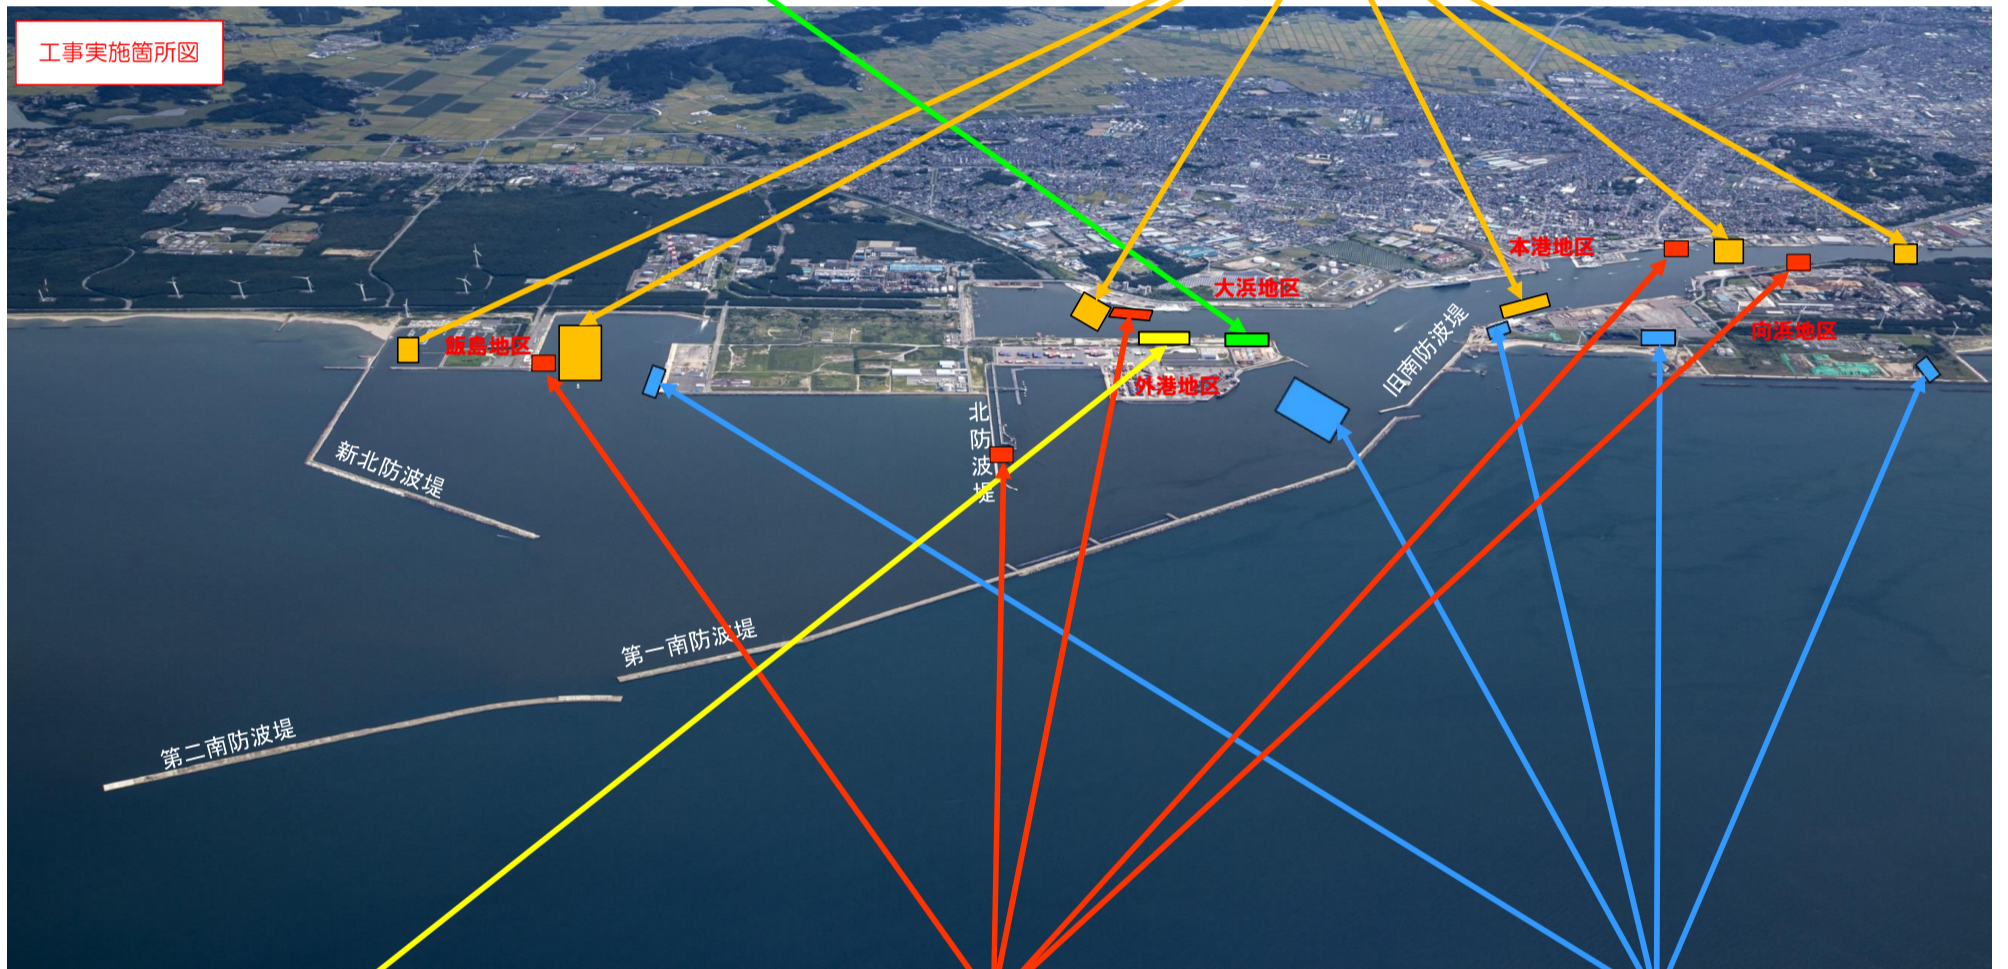 工事実施箇所図
本港地区
大浜地区
旧南防波堤
向浜地区
飯島地区
外港地区
北防波堤
新北防波堤
第一南防波堤
第二南防波堤